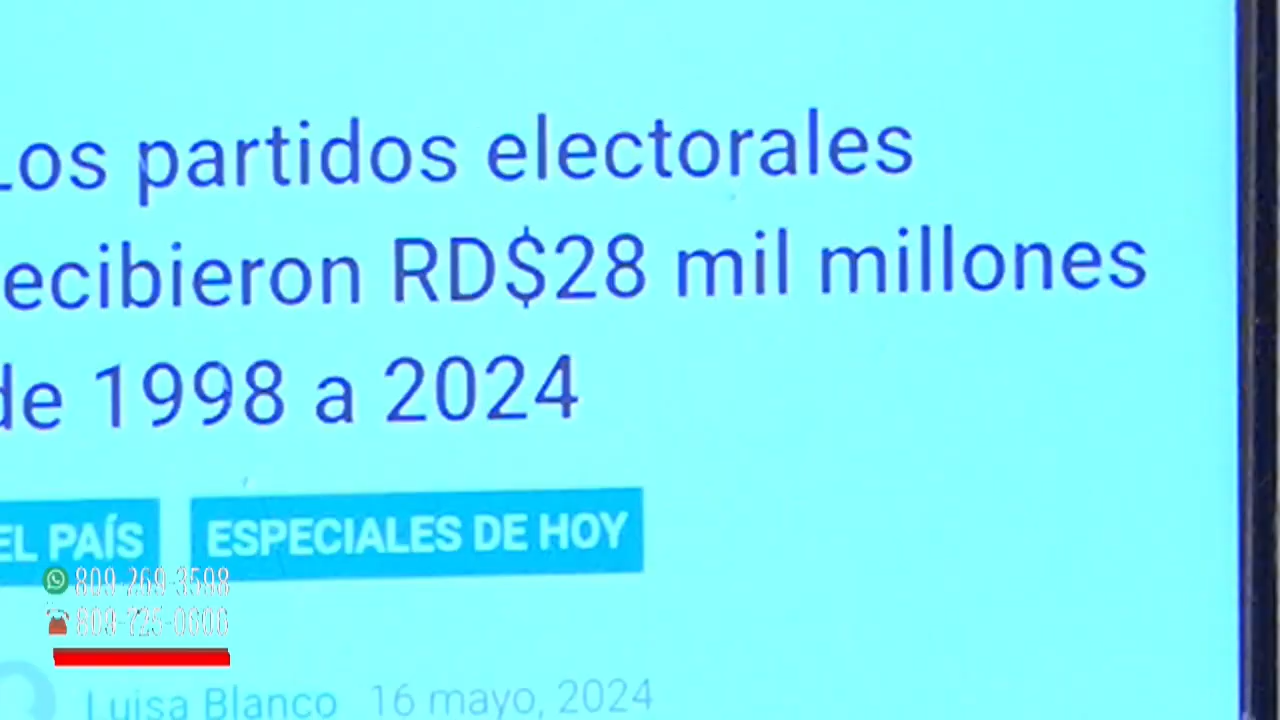 Los partidos electorales
ecibieron RD$28 mil millones
de 1998 a 2024
EL PAÍS ESPECIALES DE HOY
809-269-3598
809-725-0606
Luisa Blanco 16 mayo, 2024